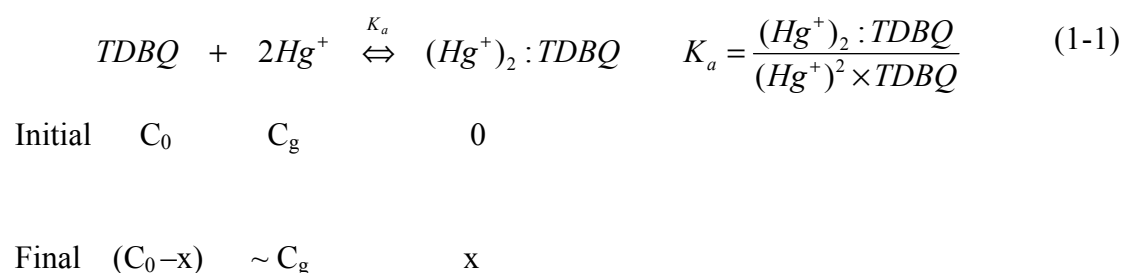 TDBQ + 2Hg⁺ ⇔ (Hg⁺)₂ : TDBQ Kₐ = (Hg⁺)₂ : TDBQ / (Hg⁺)² × TDBQ (1-1)
Kₐ
Initial C₀ C_g 0
Final (C₀–x) ~ C_g x